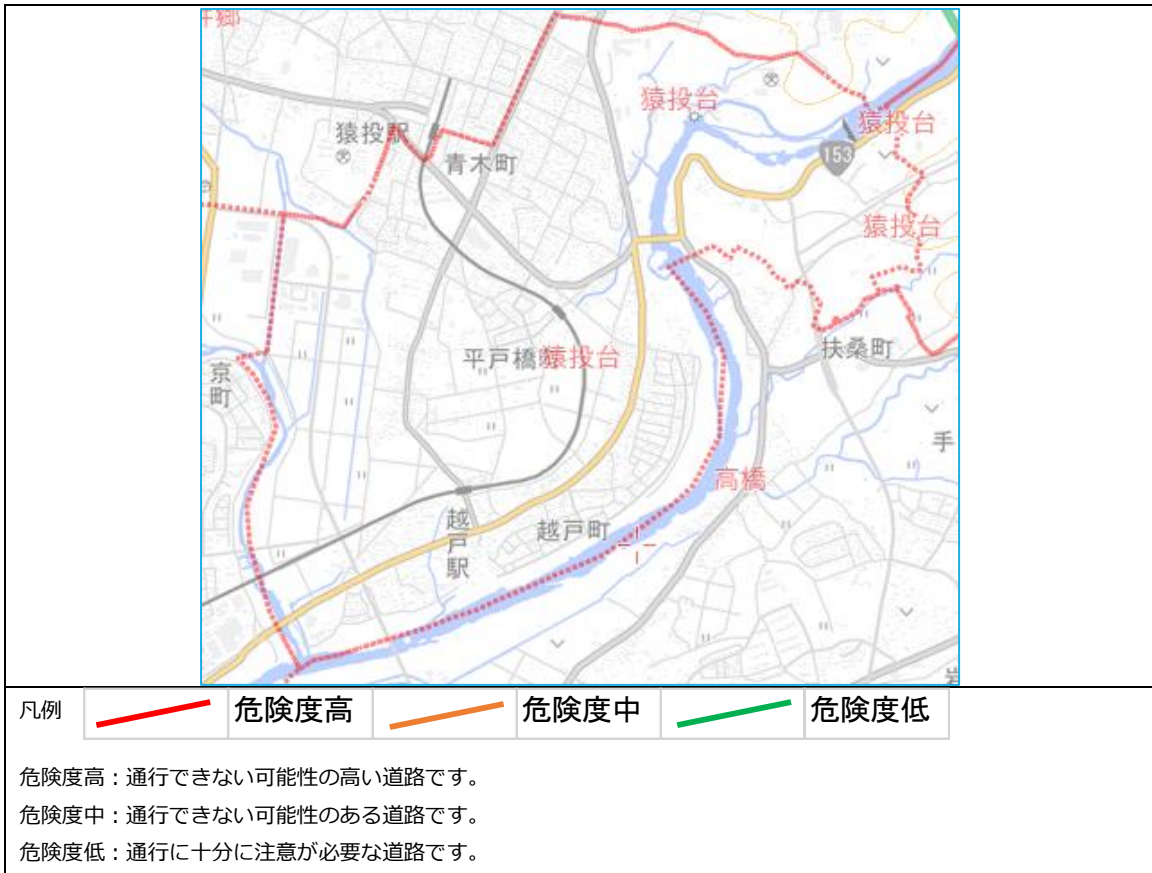 猿投台
猿投駅
猿投台
青木町
153
猿投台
平戸橋
猿投台
扶桑町
京町
手
高橋
越戸駅
越戸町
凡例
危険度高
危険度中
危険度低
危険度高：通行できない可能性の高い道路です。
危険度中：通行できない可能性のある道路です。
危険度低：通行に十分に注意が必要な道路です。